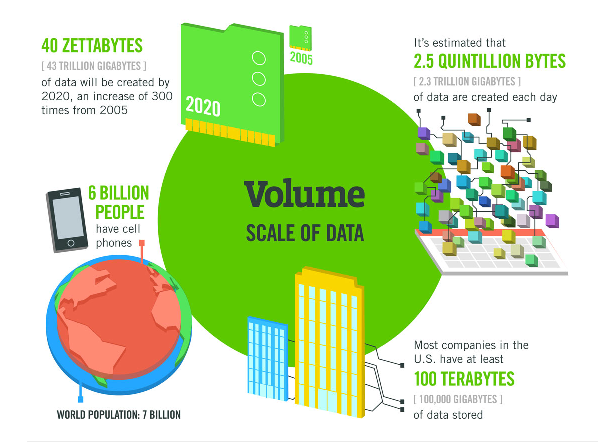 40 ZETTABYTES
[ 43 TRILLION GIGABYTES ]
of data will be created by
2020, an increase of 300
times from 2005
2020
2005
It's estimated that
2.5 QUINTILLION BYTES
[ 2.3 TRILLION GIGABYTES ]
of data are created each day
6 BILLION
PEOPLE
have cell
phones
Volume
SCALE OF DATA
WORLD POPULATION: 7 BILLION
Most companies in the
U.S. have at least
100 TERABYTES
[ 100,000 GIGABYTES ]
of data stored